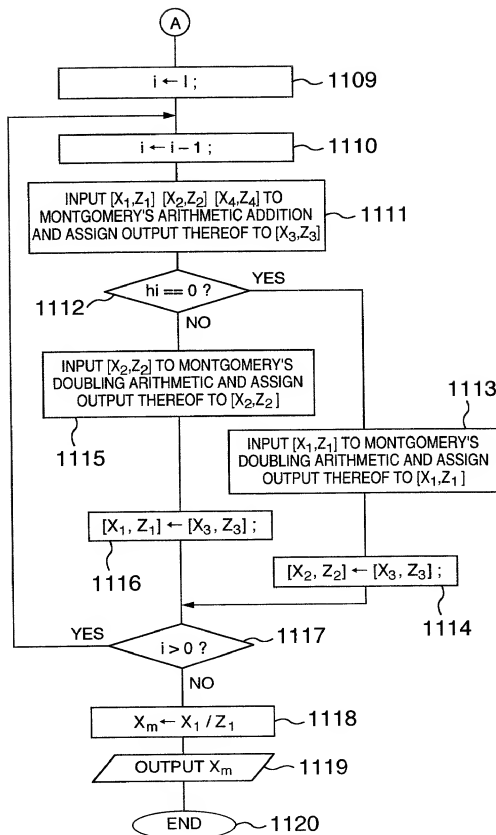 A
i ← l ;
1109
i ← i – 1 ;
1110
INPUT [X1,Z1] [X2,Z2] [X4,Z4] TO
MONTGOMERY'S ARITHMETIC ADDITION
AND ASSIGN OUTPUT THEREOF TO [X3,Z3]
1111
hi == 0 ?
YES
1112
NO
INPUT [X2,Z2] TO MONTGOMERY'S
DOUBLING ARITHMETIC AND ASSIGN
OUTPUT THEREOF TO [X2,Z2]
1115
1113
INPUT [X1,Z1] TO MONTGOMERY'S
DOUBLING ARITHMETIC AND ASSIGN
OUTPUT THEREOF TO [X1,Z1]
[X1, Z1] ← [X3, Z3] ;
1116
[X2, Z2] ← [X3, Z3] ;
1114
YES
i > 0 ?
1117
NO
Xm ← X1 / Z1
1118
OUTPUT Xm
1119
END
1120